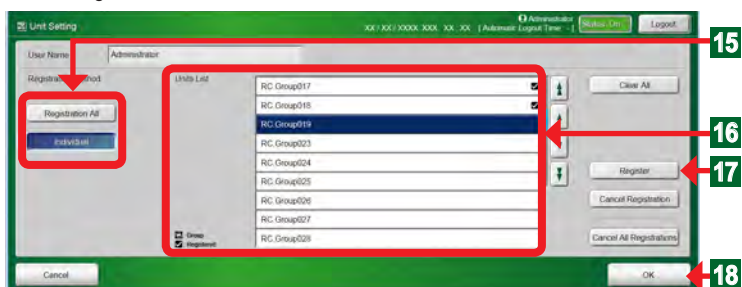 Unit Setting
XX / XX / XXXX XXX XX : XX [ Automatic Logout Time : - ]
Administrator
Status: On
Logout
15
User Name
Administrator
Registration Method
Units List
RC.Group017
RC.Group018
RC.Group019
RC.Group023
RC.Group024
RC.Group025
RC.Group026
RC.Group027
RC.Group028
Registration All
Individual
Group
Registered
Clear All
16
Register
17
Cancel Registration
Cancel All Registrations
Cancel
OK
18